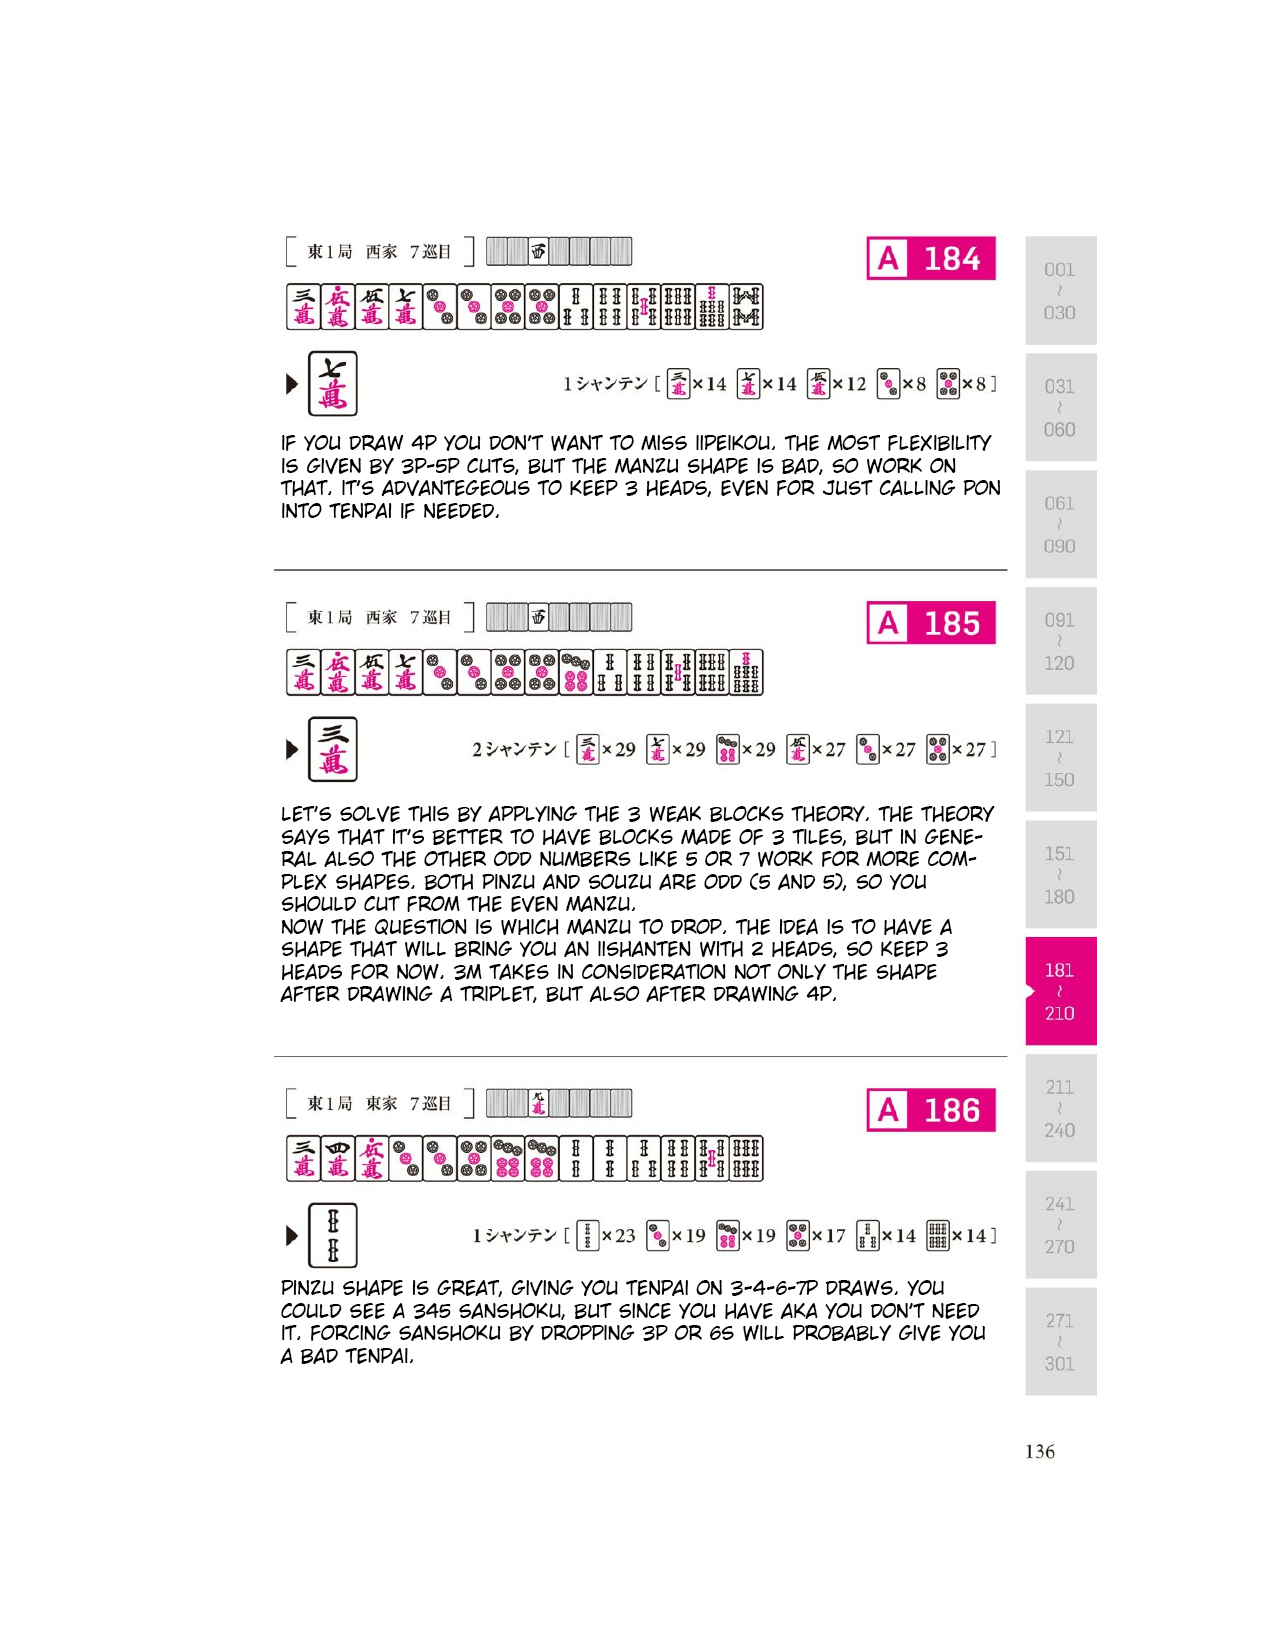 東1局 西家 7巡目 西
A 184
三萬 五萬 五萬 七萬
七萬
1シャンテン [三萬×14 七萬×14 五萬×12 ×8 ×8]
IF YOU DRAW 4P YOU DON'T WANT TO MISS IIPEIKOU. THE MOST FLEXIBILITY
IS GIVEN BY 3P-5P CUTS, BUT THE MANZU SHAPE IS BAD, SO WORK ON
THAT. IT'S ADVANTEGEOUS TO KEEP 3 HEADS, EVEN FOR JUST CALLING PON
INTO TENPAI IF NEEDED.
東1局 西家 7巡目 西
A 185
三萬 五萬 五萬 七萬
三萬
2シャンテン [三萬×29 七萬×29 ×29 五萬×27 ×27 ×27]
LET'S SOLVE THIS BY APPLYING THE 3 WEAK BLOCKS THEORY. THE THEORY
SAYS THAT IT'S BETTER TO HAVE BLOCKS MADE OF 3 TILES, BUT IN GENE-
RAL ALSO THE OTHER ODD NUMBERS LIKE 5 OR 7 WORK FOR MORE COM-
PLEX SHAPES. BOTH PINZU AND SOUZU ARE ODD (5 AND 5), SO YOU
SHOULD CUT FROM THE EVEN MANZU.
NOW THE QUESTION IS WHICH MANZU TO DROP. THE IDEA IS TO HAVE A
SHAPE THAT WILL BRING YOU AN IISHANTEN WITH 2 HEADS, SO KEEP 3
HEADS FOR NOW. 3M TAKES IN CONSIDERATION NOT ONLY THE SHAPE
AFTER DRAWING A TRIPLET, BUT ALSO AFTER DRAWING 4P.
東1局 東家 7巡目 九萬
A 186
三萬 四萬 五萬
1シャンテン [×23 ×19 ×19 ×17 ×14 ×14]
PINZU SHAPE IS GREAT, GIVING YOU TENPAI ON 3-4-6-7P DRAWS. YOU
COULD SEE A 345 SANSHOKU, BUT SINCE YOU HAVE AKA YOU DON'T NEED
IT. FORCING SANSHOKU BY DROPPING 3P OR 6S WILL PROBABLY GIVE YOU
A BAD TENPAI.
001
~
030
031
~
060
061
~
090
091
~
120
121
~
150
151
~
180
181
~
210
211
~
240
241
~
270
271
~
301
136